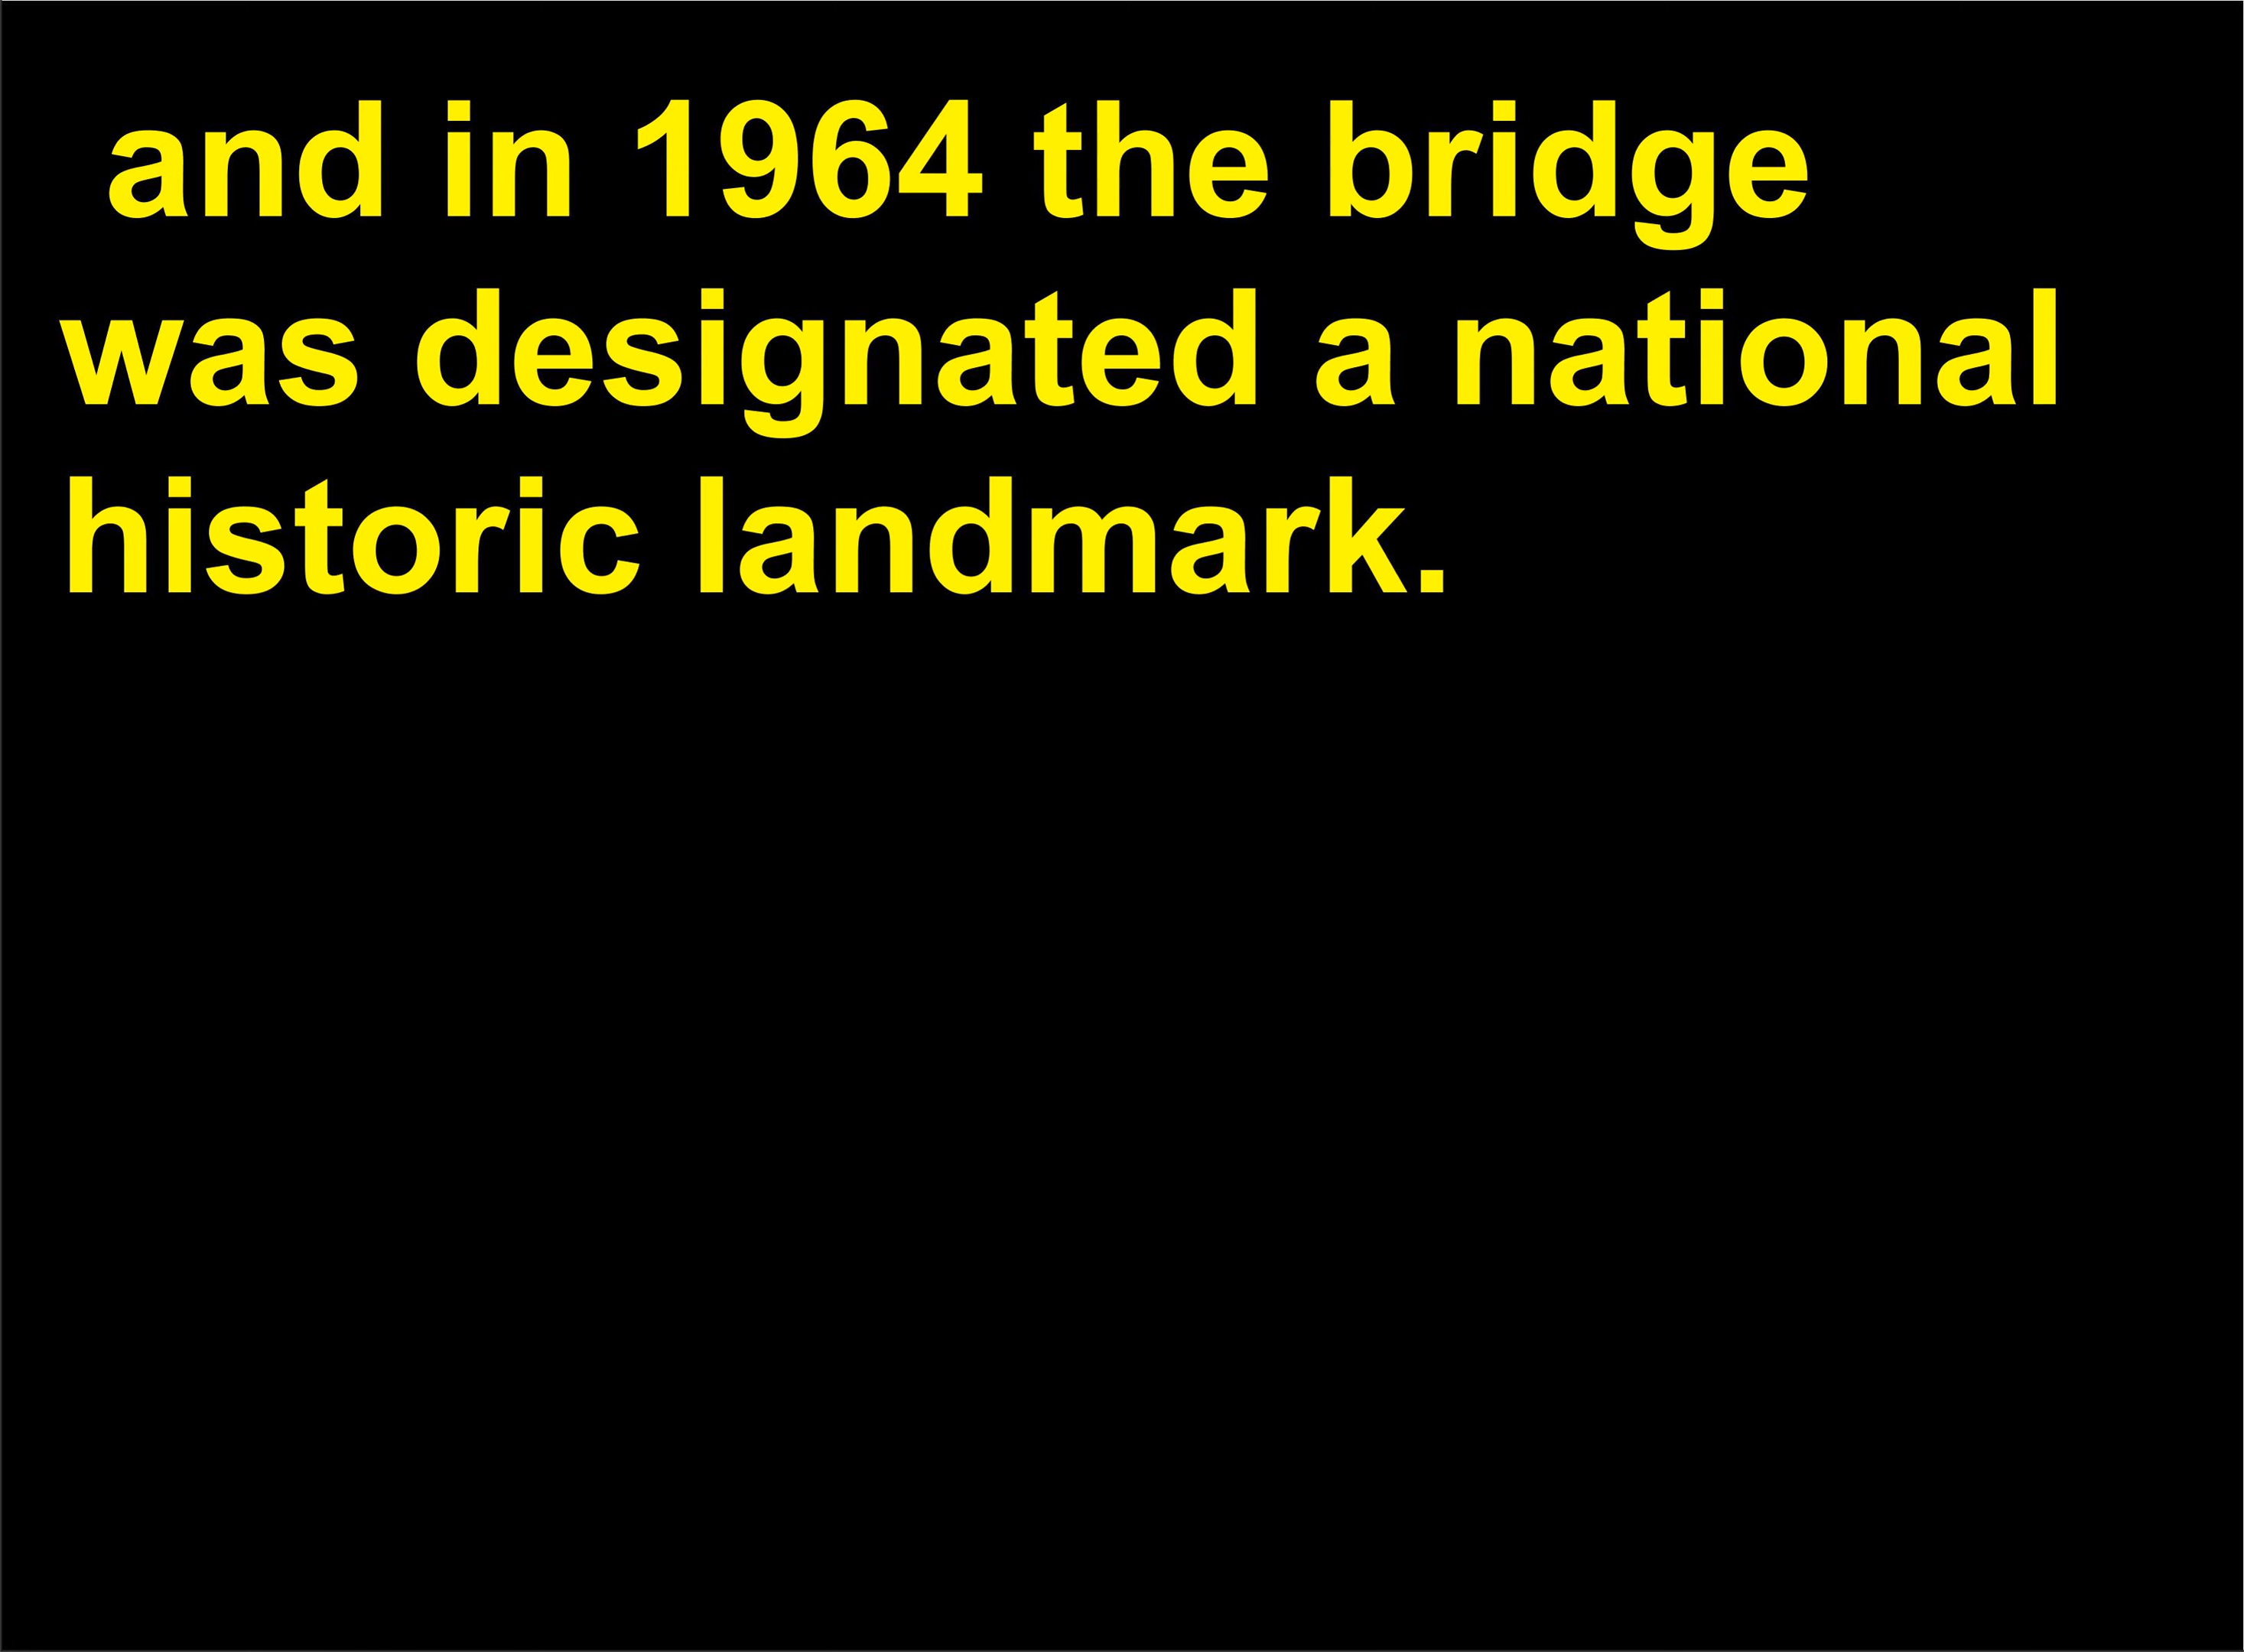 and in 1964 the bridge
was designated a national
historic landmark.